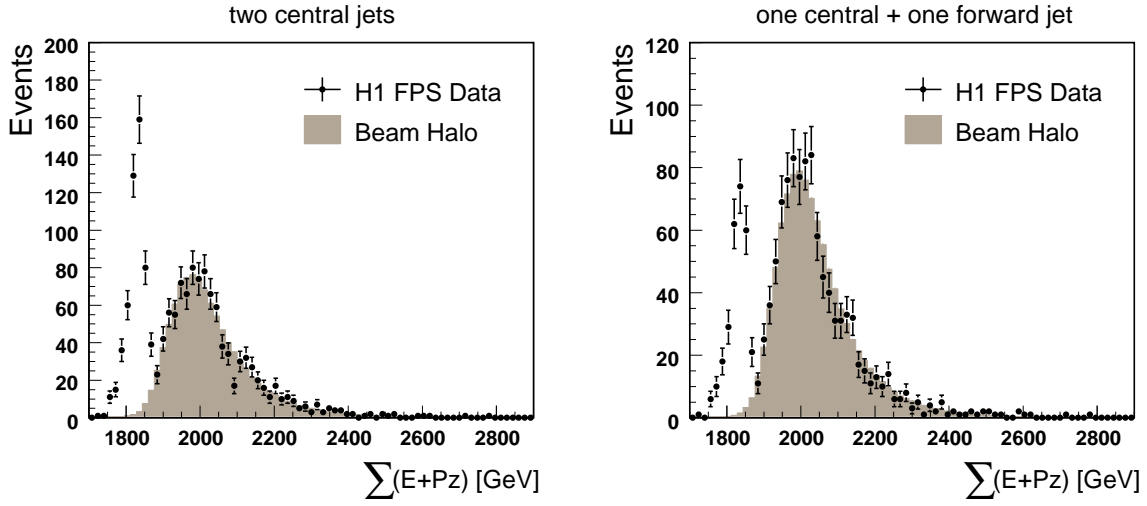 two central jets
Events
200
180
160
140
120
100
80
60
40
20
0
H1 FPS Data
Beam Halo
1800 2000 2200 2400 2600 2800
∑(E+Pz) [GeV]
one central + one forward jet
Events
120
100
80
60
40
20
0
H1 FPS Data
Beam Halo
1800 2000 2200 2400 2600 2800
∑(E+Pz) [GeV]